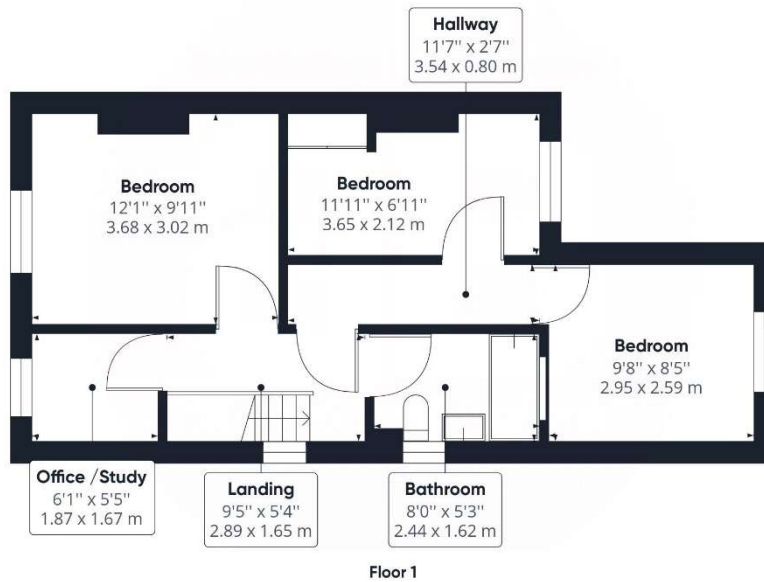 Hallway
11'7" x 2'7"
3.54 x 0.80 m
Bedroom
12'1" x 9'11"
3.68 x 3.02 m
Bedroom
11'11" x 6'11"
3.65 x 2.12 m
Bedroom
9'8" x 8'5"
2.95 x 2.59 m
Office /Study
6'1" x 5'5"
1.87 x 1.67 m
Landing
9'5" x 5'4"
2.89 x 1.65 m
Bathroom
8'0" x 5'3"
2.44 x 1.62 m
Floor 1